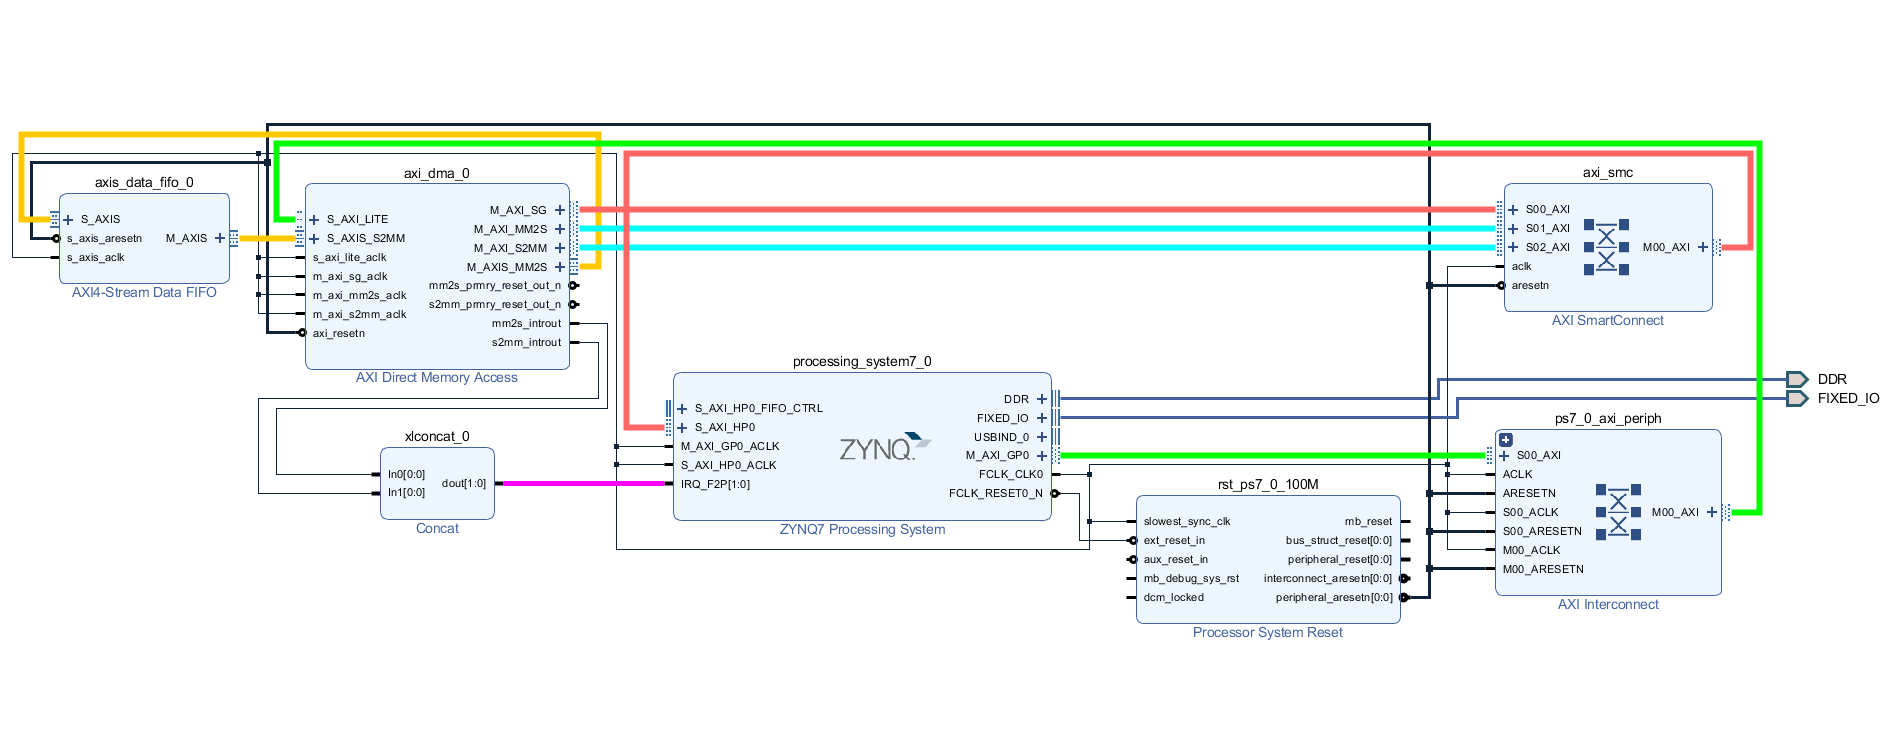 axis_data_fifo_0
S_AXIS
s_axis_aresetn
M_AXIS
s_axis_aclk
AXI4-Stream Data FIFO
axi_dma_0
S_AXI_LITE
S_AXIS_S2MM
s_axi_lite_aclk
m_axi_sg_aclk
m_axi_mm2s_aclk
m_axi_s2mm_aclk
axi_resetn
M_AXI_SG
M_AXI_MM2S
M_AXI_S2MM
M_AXIS_MM2S
mm2s_prmry_reset_out_n
s2mm_prmry_reset_out_n
mm2s_introut
s2mm_introut
AXI Direct Memory Access
axi_smc
S00_AXI
S01_AXI
S02_AXI
aclk
aresetn
M00_AXI
AXI SmartConnect
xlconcat_0
In0[0:0]
In1[0:0]
dout[1:0]
Concat
processing_system7_0
S_AXI_HP0_FIFO_CTRL
S_AXI_HP0
M_AXI_GP0_ACLK
S_AXI_HP0_ACLK
IRQ_F2P[1:0]
ZYNQ
DDR
FIXED_IO
USBIND_0
M_AXI_GP0
FCLK_CLK0
FCLK_RESET0_N
ZYNQ7 Processing System
rst_ps7_0_100M
slowest_sync_clk
ext_reset_in
aux_reset_in
mb_debug_sys_rst
dcm_locked
mb_reset
bus_struct_reset[0:0]
peripheral_reset[0:0]
interconnect_aresetn[0:0]
peripheral_aresetn[0:0]
Processor System Reset
DDR
FIXED_IO
ps7_0_axi_periph
S00_AXI
ACLK
ARESETN
S00_ACLK
S00_ARESETN
M00_ACLK
M00_ARESETN
M00_AXI
AXI Interconnect